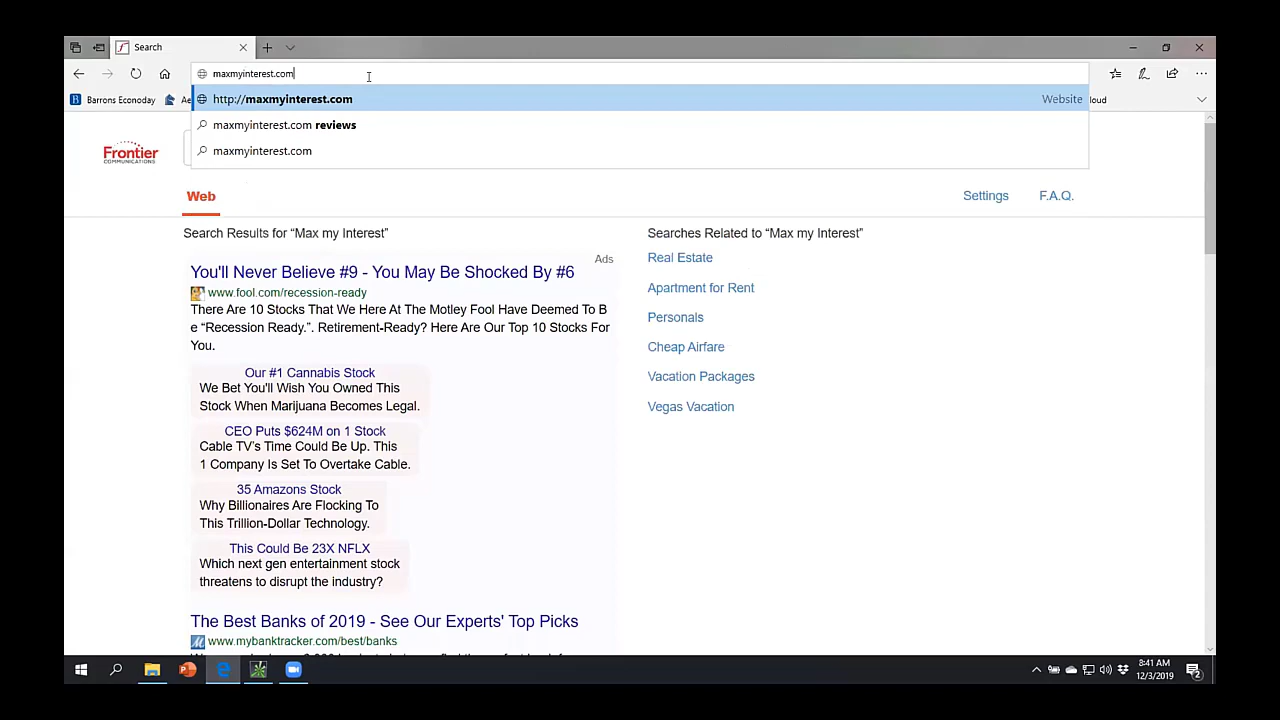 Search
maxmyinterest.com
Barrons Econoday
Ae
http://maxmyinterest.com
Website
loud
maxmyinterest.com reviews
maxmyinterest.com
Frontier
COMMUNICATIONS
Web
Settings
F.A.Q.
Search Results for “Max my Interest”
Searches Related to “Max my Interest”
Ads
You'll Never Believe #9 - You May Be Shocked By #6
www.fool.com/recession-ready
There Are 10 Stocks That We Here At The Motley Fool Have Deemed To B
e “Recession Ready.”. Retirement-Ready? Here Are Our Top 10 Stocks For
You.
Our #1 Cannabis Stock
We Bet You'll Wish You Owned This
Stock When Marijuana Becomes Legal.
CEO Puts $624M on 1 Stock
Cable TV's Time Could Be Up. This
1 Company Is Set To Overtake Cable.
35 Amazons Stock
Why Billionaires Are Flocking To
This Trillion-Dollar Technology.
This Could Be 23X NFLX
Which next gen entertainment stock
threatens to disrupt the industry?
The Best Banks of 2019 - See Our Experts' Top Picks
www.mybanktracker.com/best/banks
Real Estate
Apartment for Rent
Personals
Cheap Airfare
Vacation Packages
Vegas Vacation
8:41 AM
12/3/2019
2